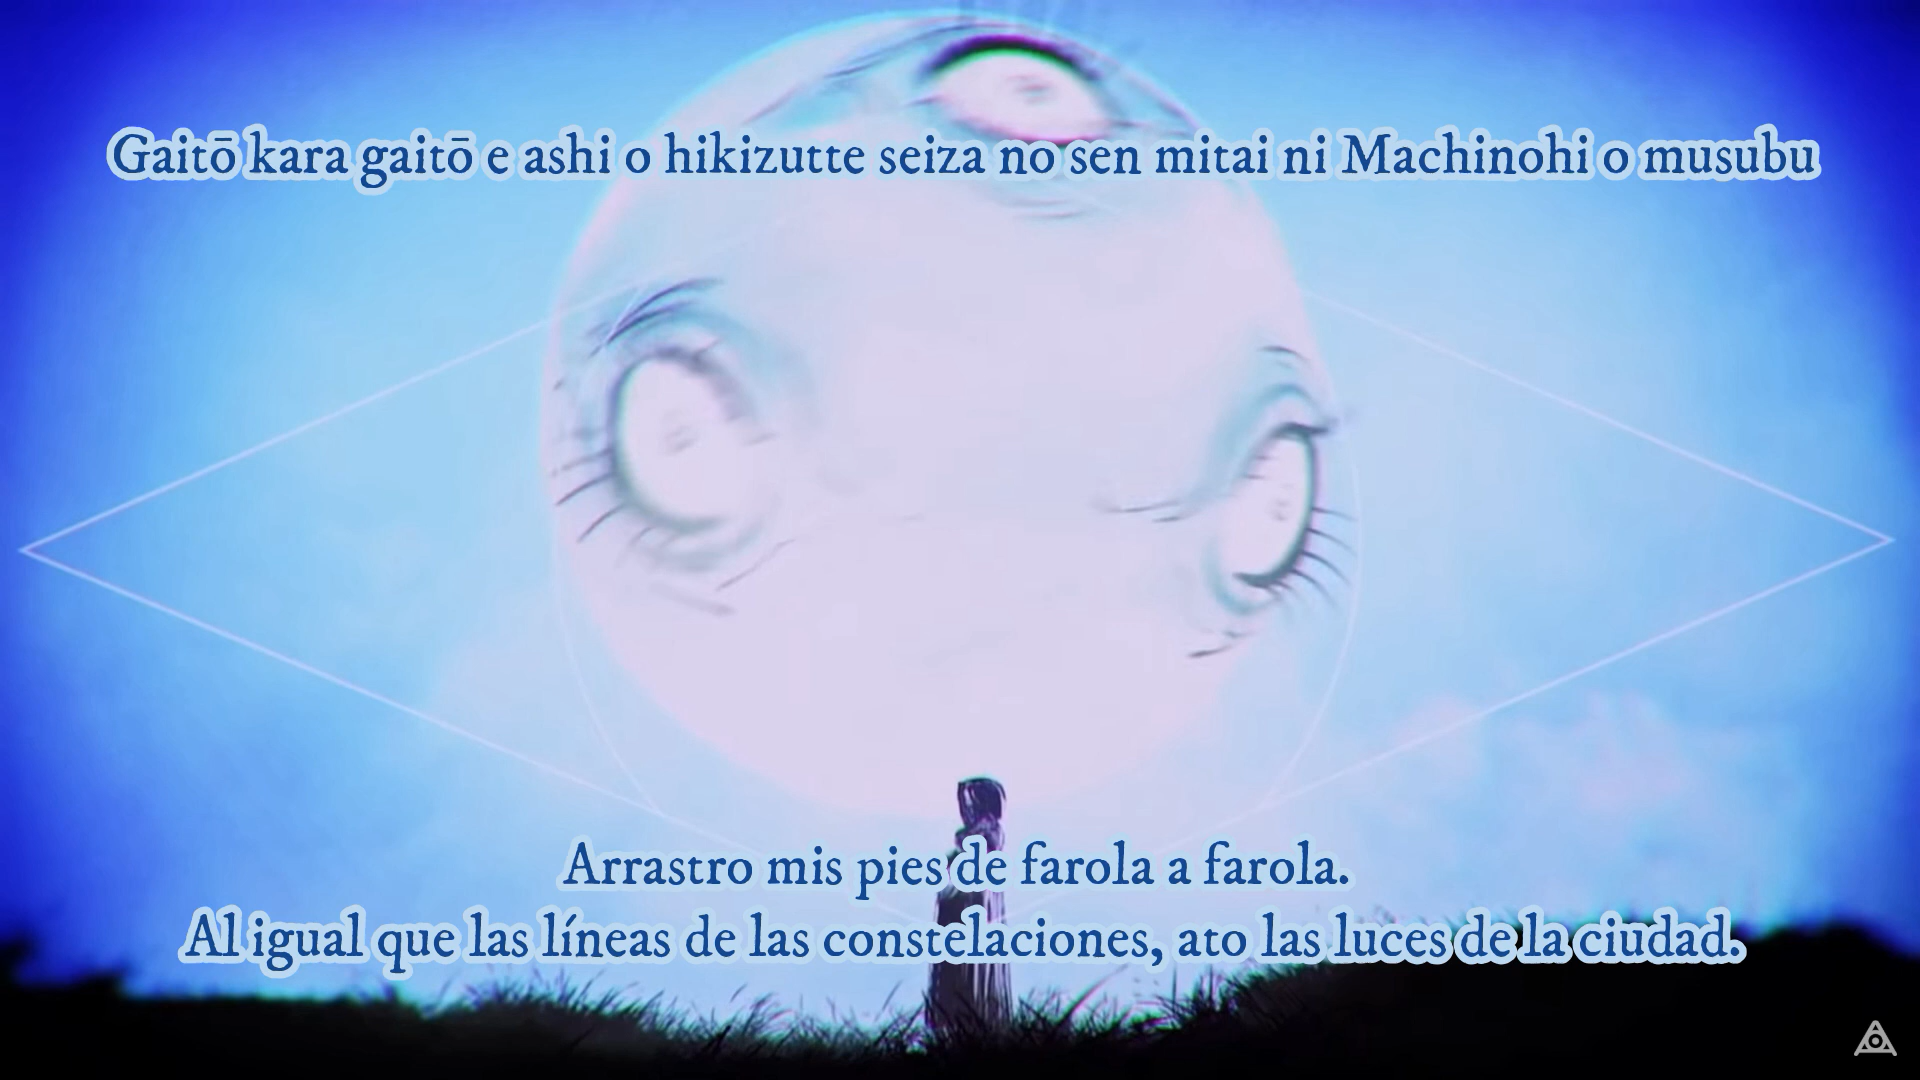 Gaitō kara gaitō e ashi o hikizutte seiza no sen mitai ni Machinohi o musubu
Arrastro mis pies de farola a farola.
Al igual que las líneas de las constelaciones, ato las luces de la ciudad.